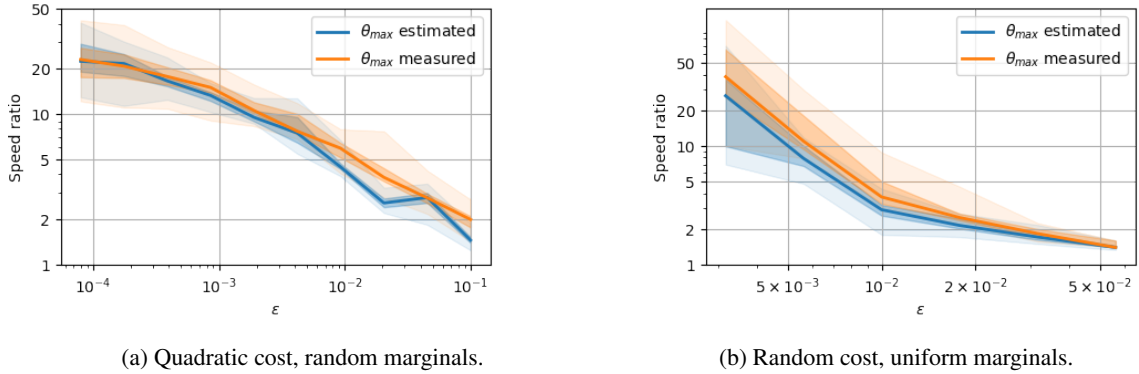 50
20
10
5
2
1
Speed ratio
θmax estimated
θmax measured
10⁻⁴
10⁻³
10⁻²
10⁻¹
ε
(a) Quadratic cost, random marginals.
50
20
10
5
2
1
Speed ratio
θmax estimated
θmax measured
5 × 10⁻³
10⁻²
2 × 10⁻²
5 × 10⁻²
ε
(b) Random cost, uniform marginals.